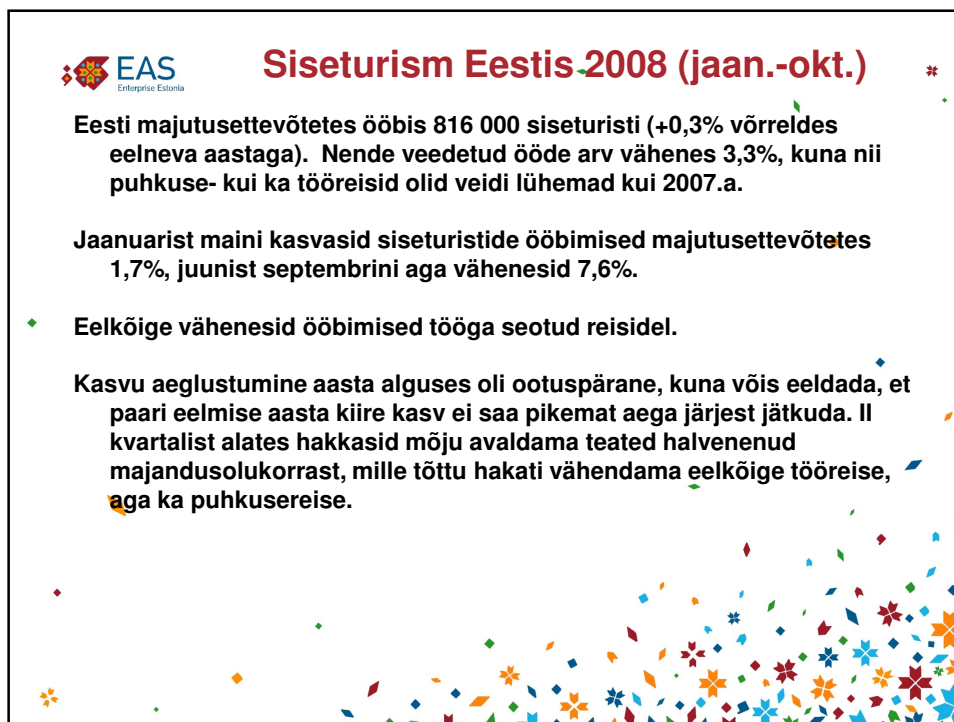 EAS
Enterprise Estonia
Siseturism Eestis 2008 (jaan.-okt.)
Eesti majutusettevõtetes ööbis 816 000 siseturisti (+0,3% võrreldes
eelneva aastaga). Nende veedetud ööde arv vähenes 3,3%, kuna nii
puhkuse- kui ka tööreisid olid veidi lühemad kui 2007.a.
Jaanuarist maini kasvasid siseturistide ööbimised majutusettevõtetes
1,7%, juunist septembrini aga vähenesid 7,6%.
Eelkõige vähenesid ööbimised tööga seotud reisidel.
Kasvu aeglustumine aasta alguses oli ootuspärane, kuna võis eeldada, et
paari eelmise aasta kiire kasv ei saa pikemat aega järjest jätkuda. II
kvartalist alates hakkasid mõju avaldama teated halvenenud
majandusolukorrast, mille tõttu hakati vähendama eelkõige tööreise,
aga ka puhkusereise.